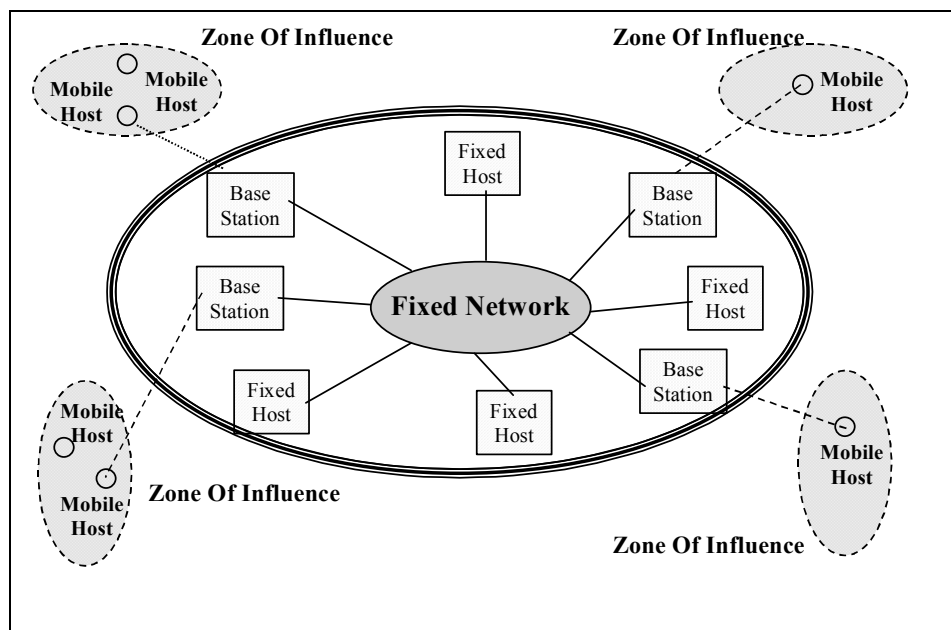 Zone Of Influence
Zone Of Influence
Mobile
Host
Mobile
Host
Mobile
Host
Fixed
Host
Base
Station
Base
Station
Base
Station
Fixed Network
Fixed
Host
Base
Station
Fixed
Host
Fixed
Host
Mobile
Host
Mobile
Host
Zone Of Influence
Mobile
Host
Zone Of Influence